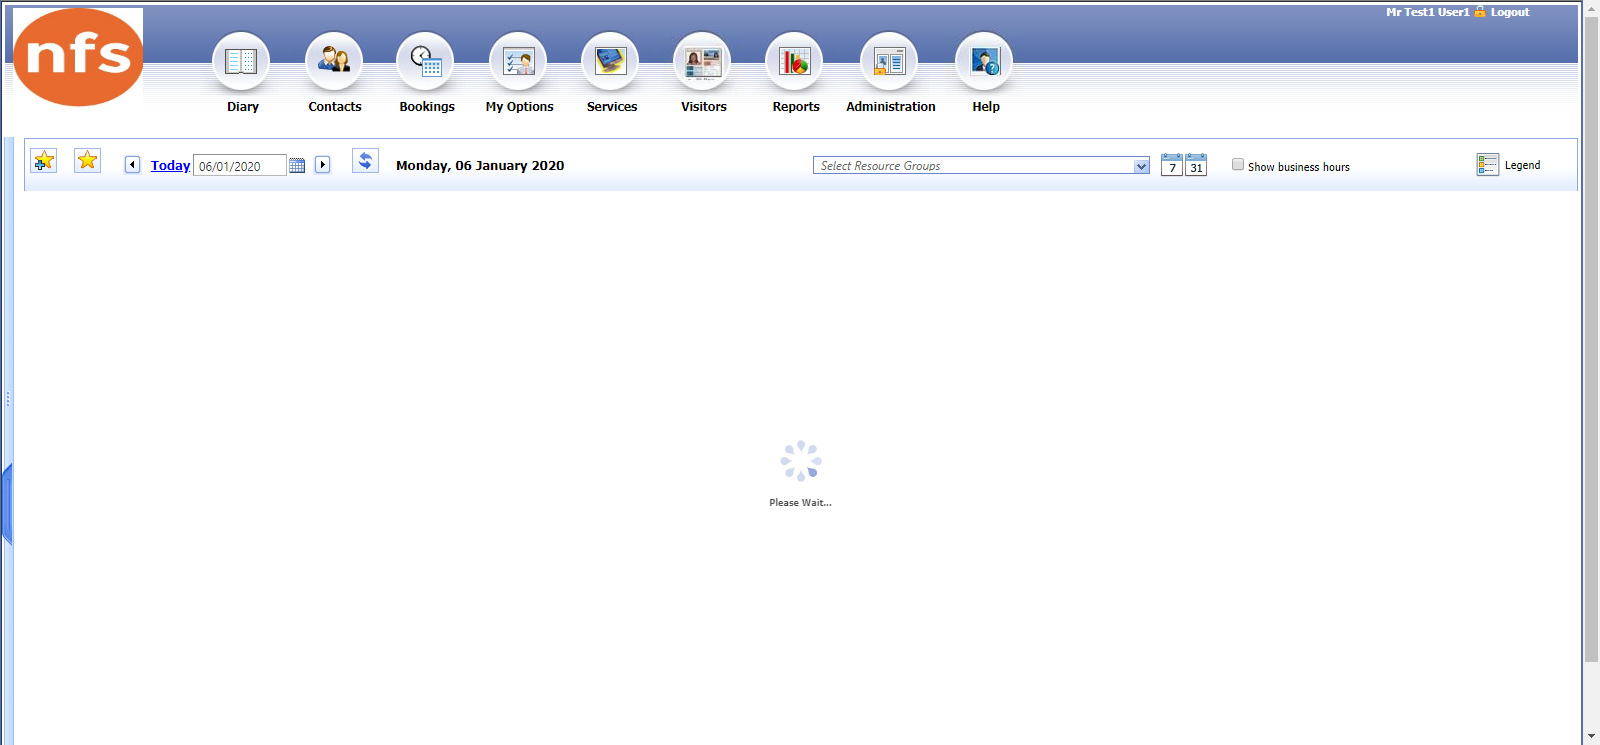 Mr Test1 User1 Logout
nfs
Diary Contacts Bookings My Options Services Visitors Reports Administration Help
Today 06/01/2020 Monday, 06 January 2020 Select Resource Groups 7 31 Show business hours Legend
Please Wait...